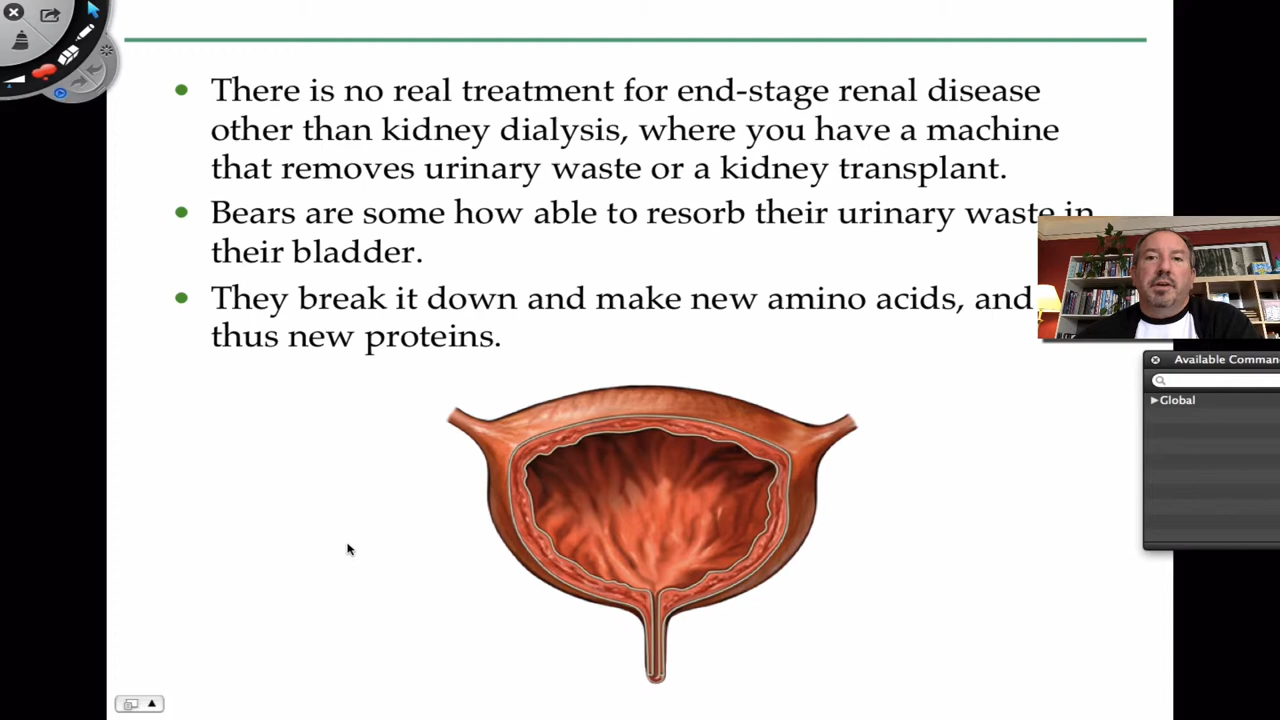 • There is no real treatment for end-stage renal disease
other than kidney dialysis, where you have a machine
that removes urinary waste or a kidney transplant.
• Bears are some how able to resorb their urinary waste in
their bladder.
• They break it down and make new amino acids, and
thus new proteins.
Available Comman
Global